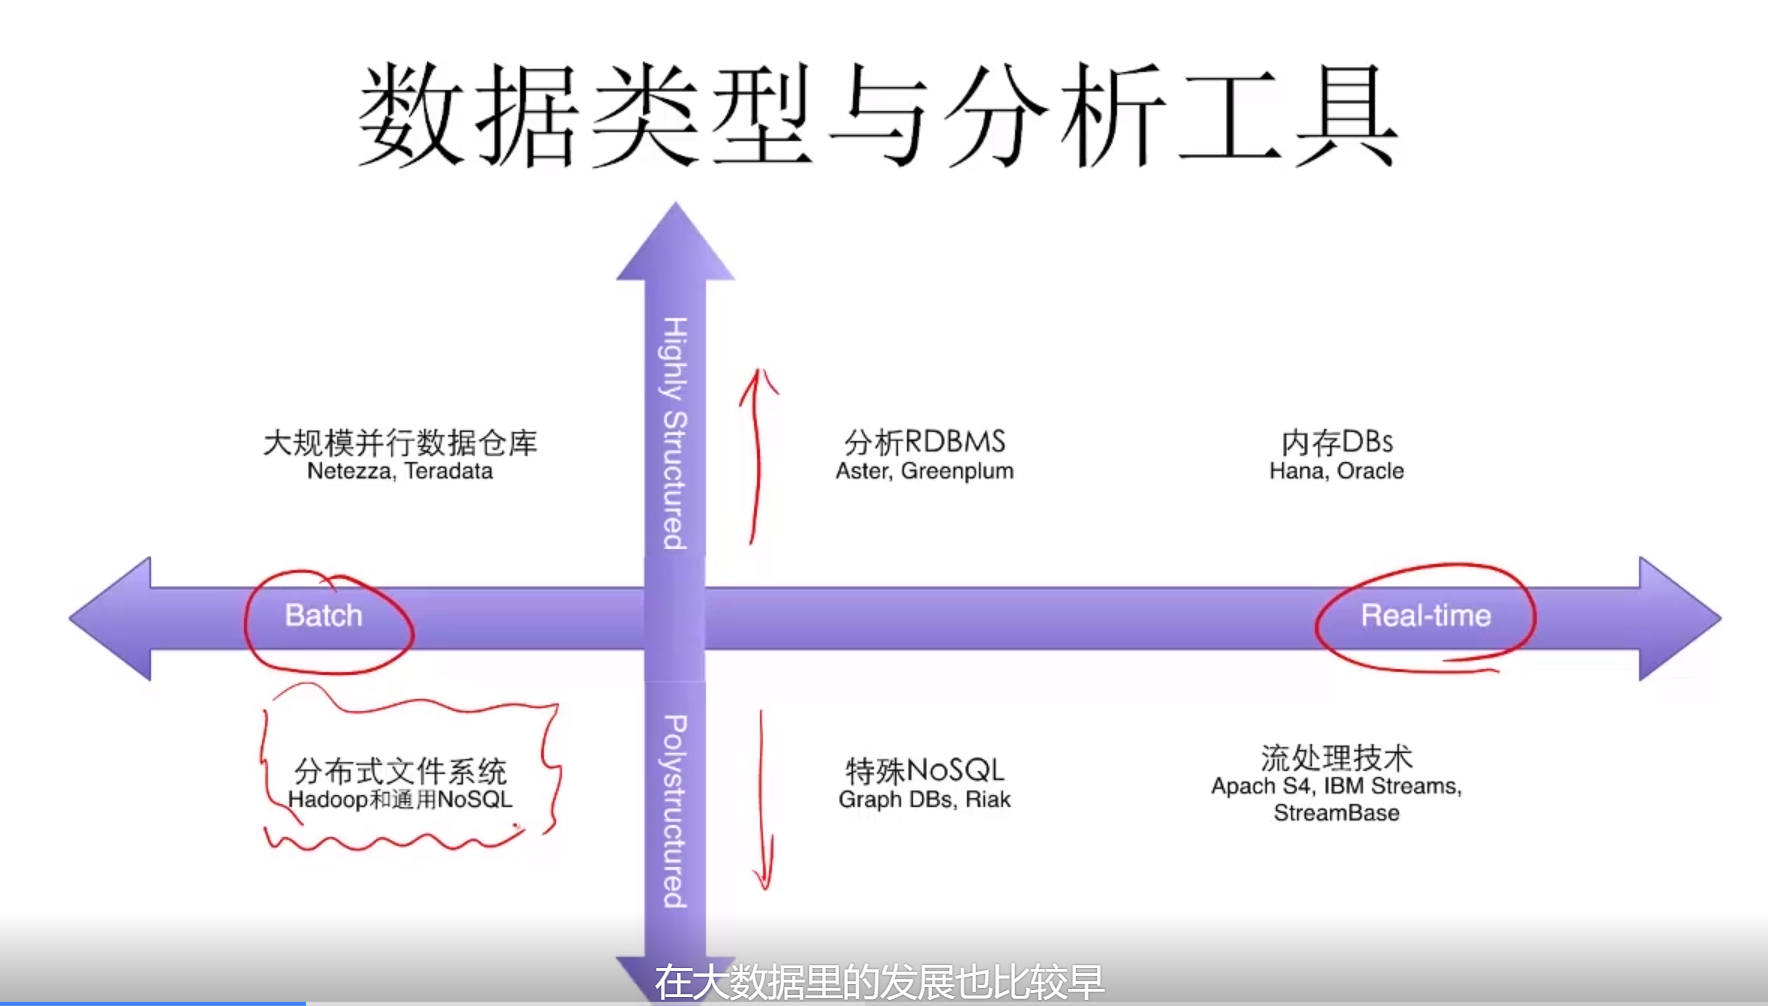 数据类型与分析工具
Highly Structured
大规模并行数据仓库
Netezza, Teradata
分析RDBMS
Aster, Greenplum
内存DBs
Hana, Oracle
Batch
Real-time
Polystructured
分布式文件系统
Hadoop和通用NoSQL
特殊NoSQL
Graph DBs, Riak
流处理技术
Apach S4, IBM Streams,
StreamBase
在大数据里的发展也比较早